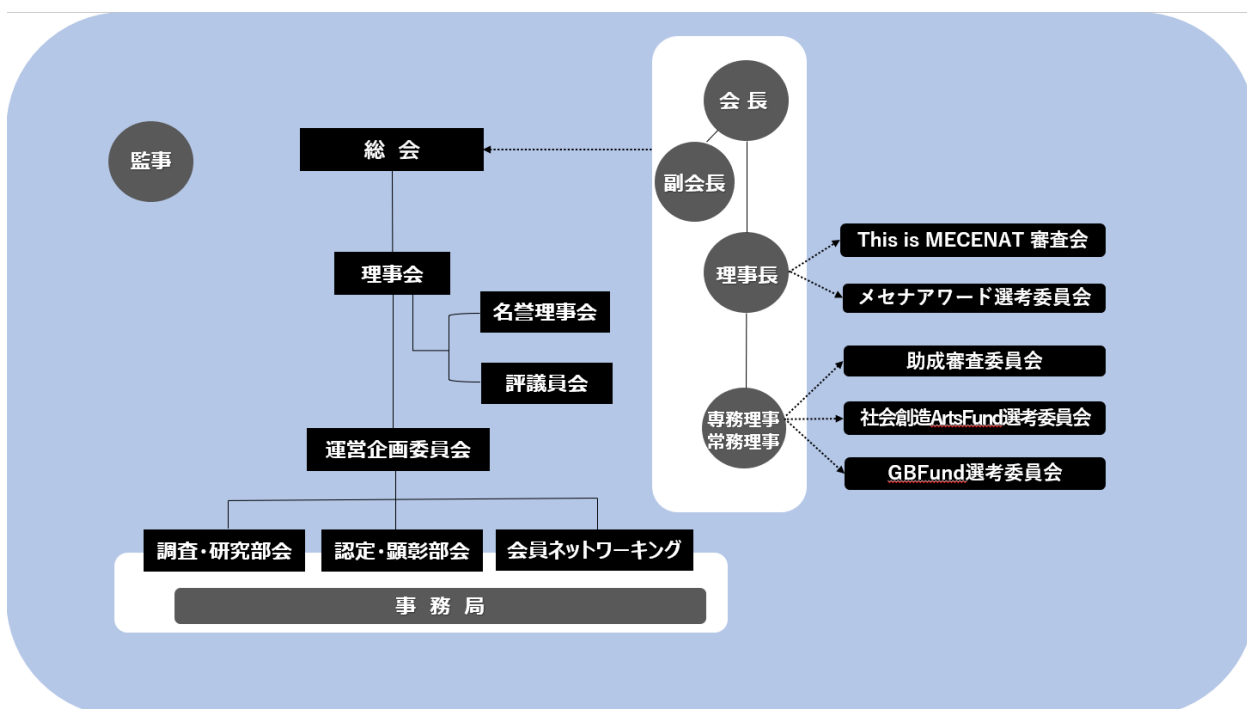 監事
総 会
理事会
名誉理事会
評議員会
運営企画委員会
調査・研究部会
認定・顕彰部会
会員ネットワーキング
事 務 局
会 長
副会長
理事長
専務理事
常務理事
This is MECENAT 審査会
メセナアワード選考委員会
助成審査委員会
社会創造ArtsFund選考委員会
GBFund選考委員会